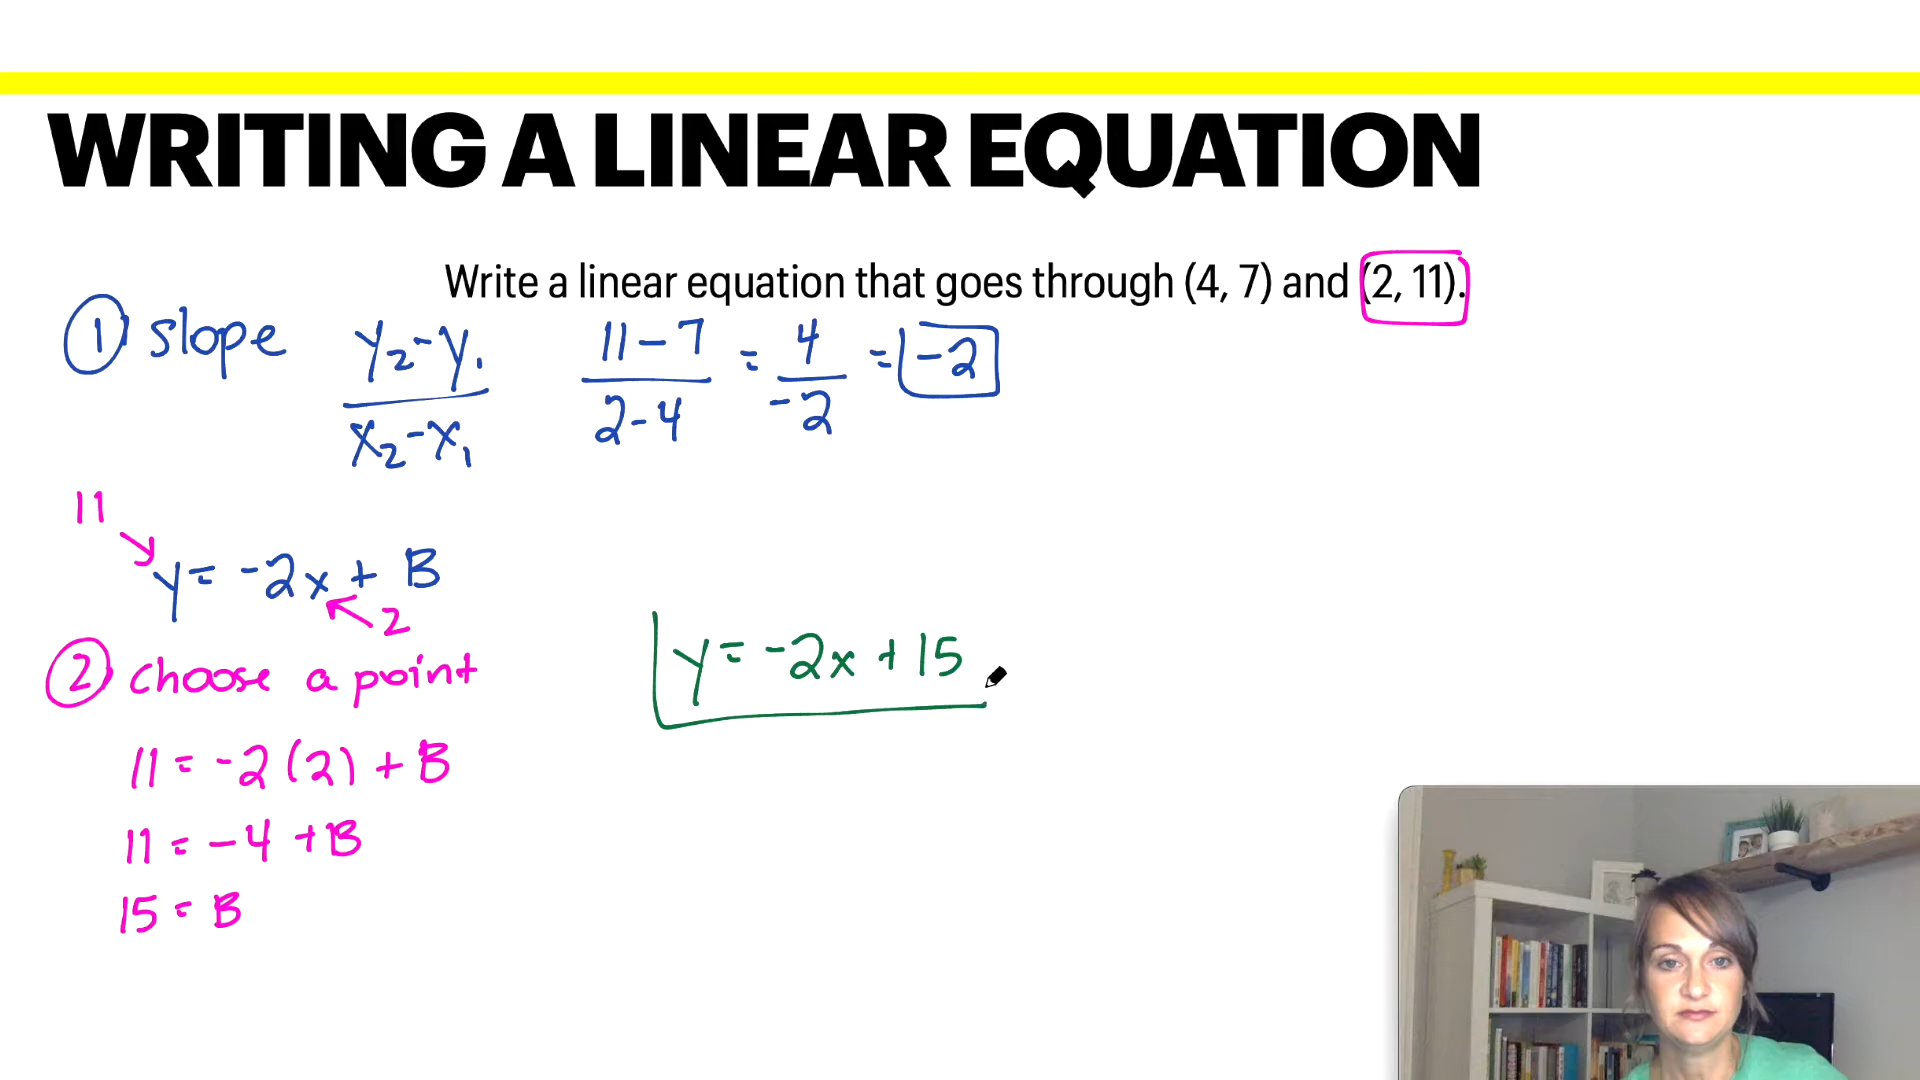 WRITING A LINEAR EQUATION
Write a linear equation that goes through (4, 7) and (2, 11).
① slope
y₂-y₁ / x₂-x₁
11-7 / 2-4 = 4 / -2 = -2
11
y = -2x + B
2
② choose a point
11 = -2(2) + B
11 = -4 + B
15 = B
y = -2x + 15